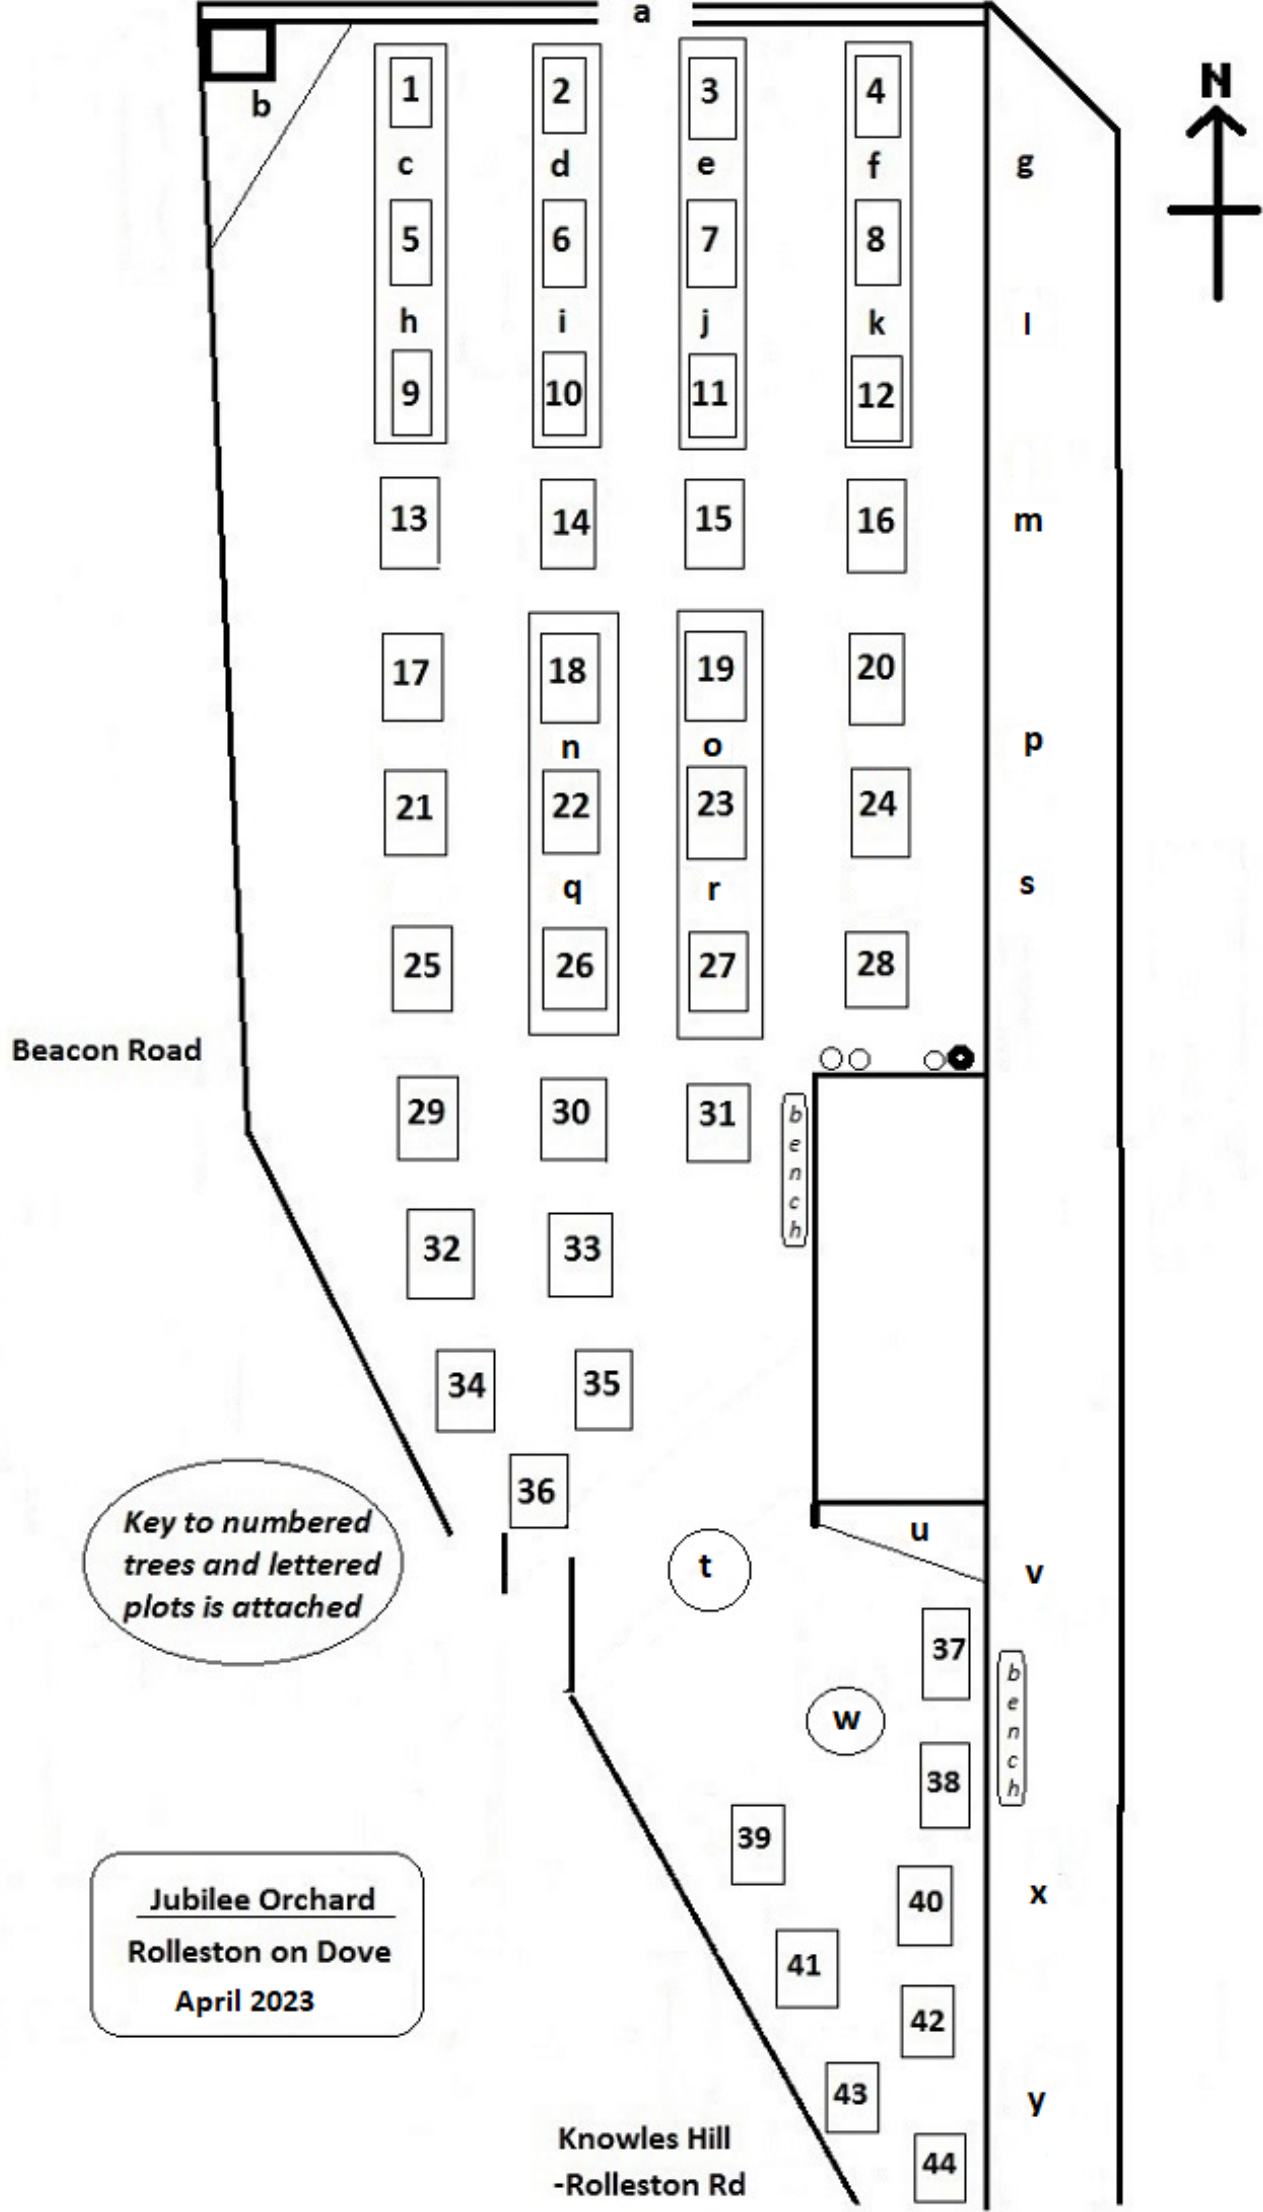 a
N
b
1 2 3 4
c d e f g
5 6 7 8
h i j k l
9 10 11 12
13 14 15 16 m
17 18 19 20
n o p
21 22 23 24
q r s
25 26 27 28
Beacon Road
29 30 31
bench
32 33
34 35
36
Key to numbered
trees and lettered
plots is attached
t u v
37
bench
w
38
39
Jubilee Orchard
Rolleston on Dove
April 2023
40 x
41
42
43 y
Knowles Hill
-Rolleston Rd
44